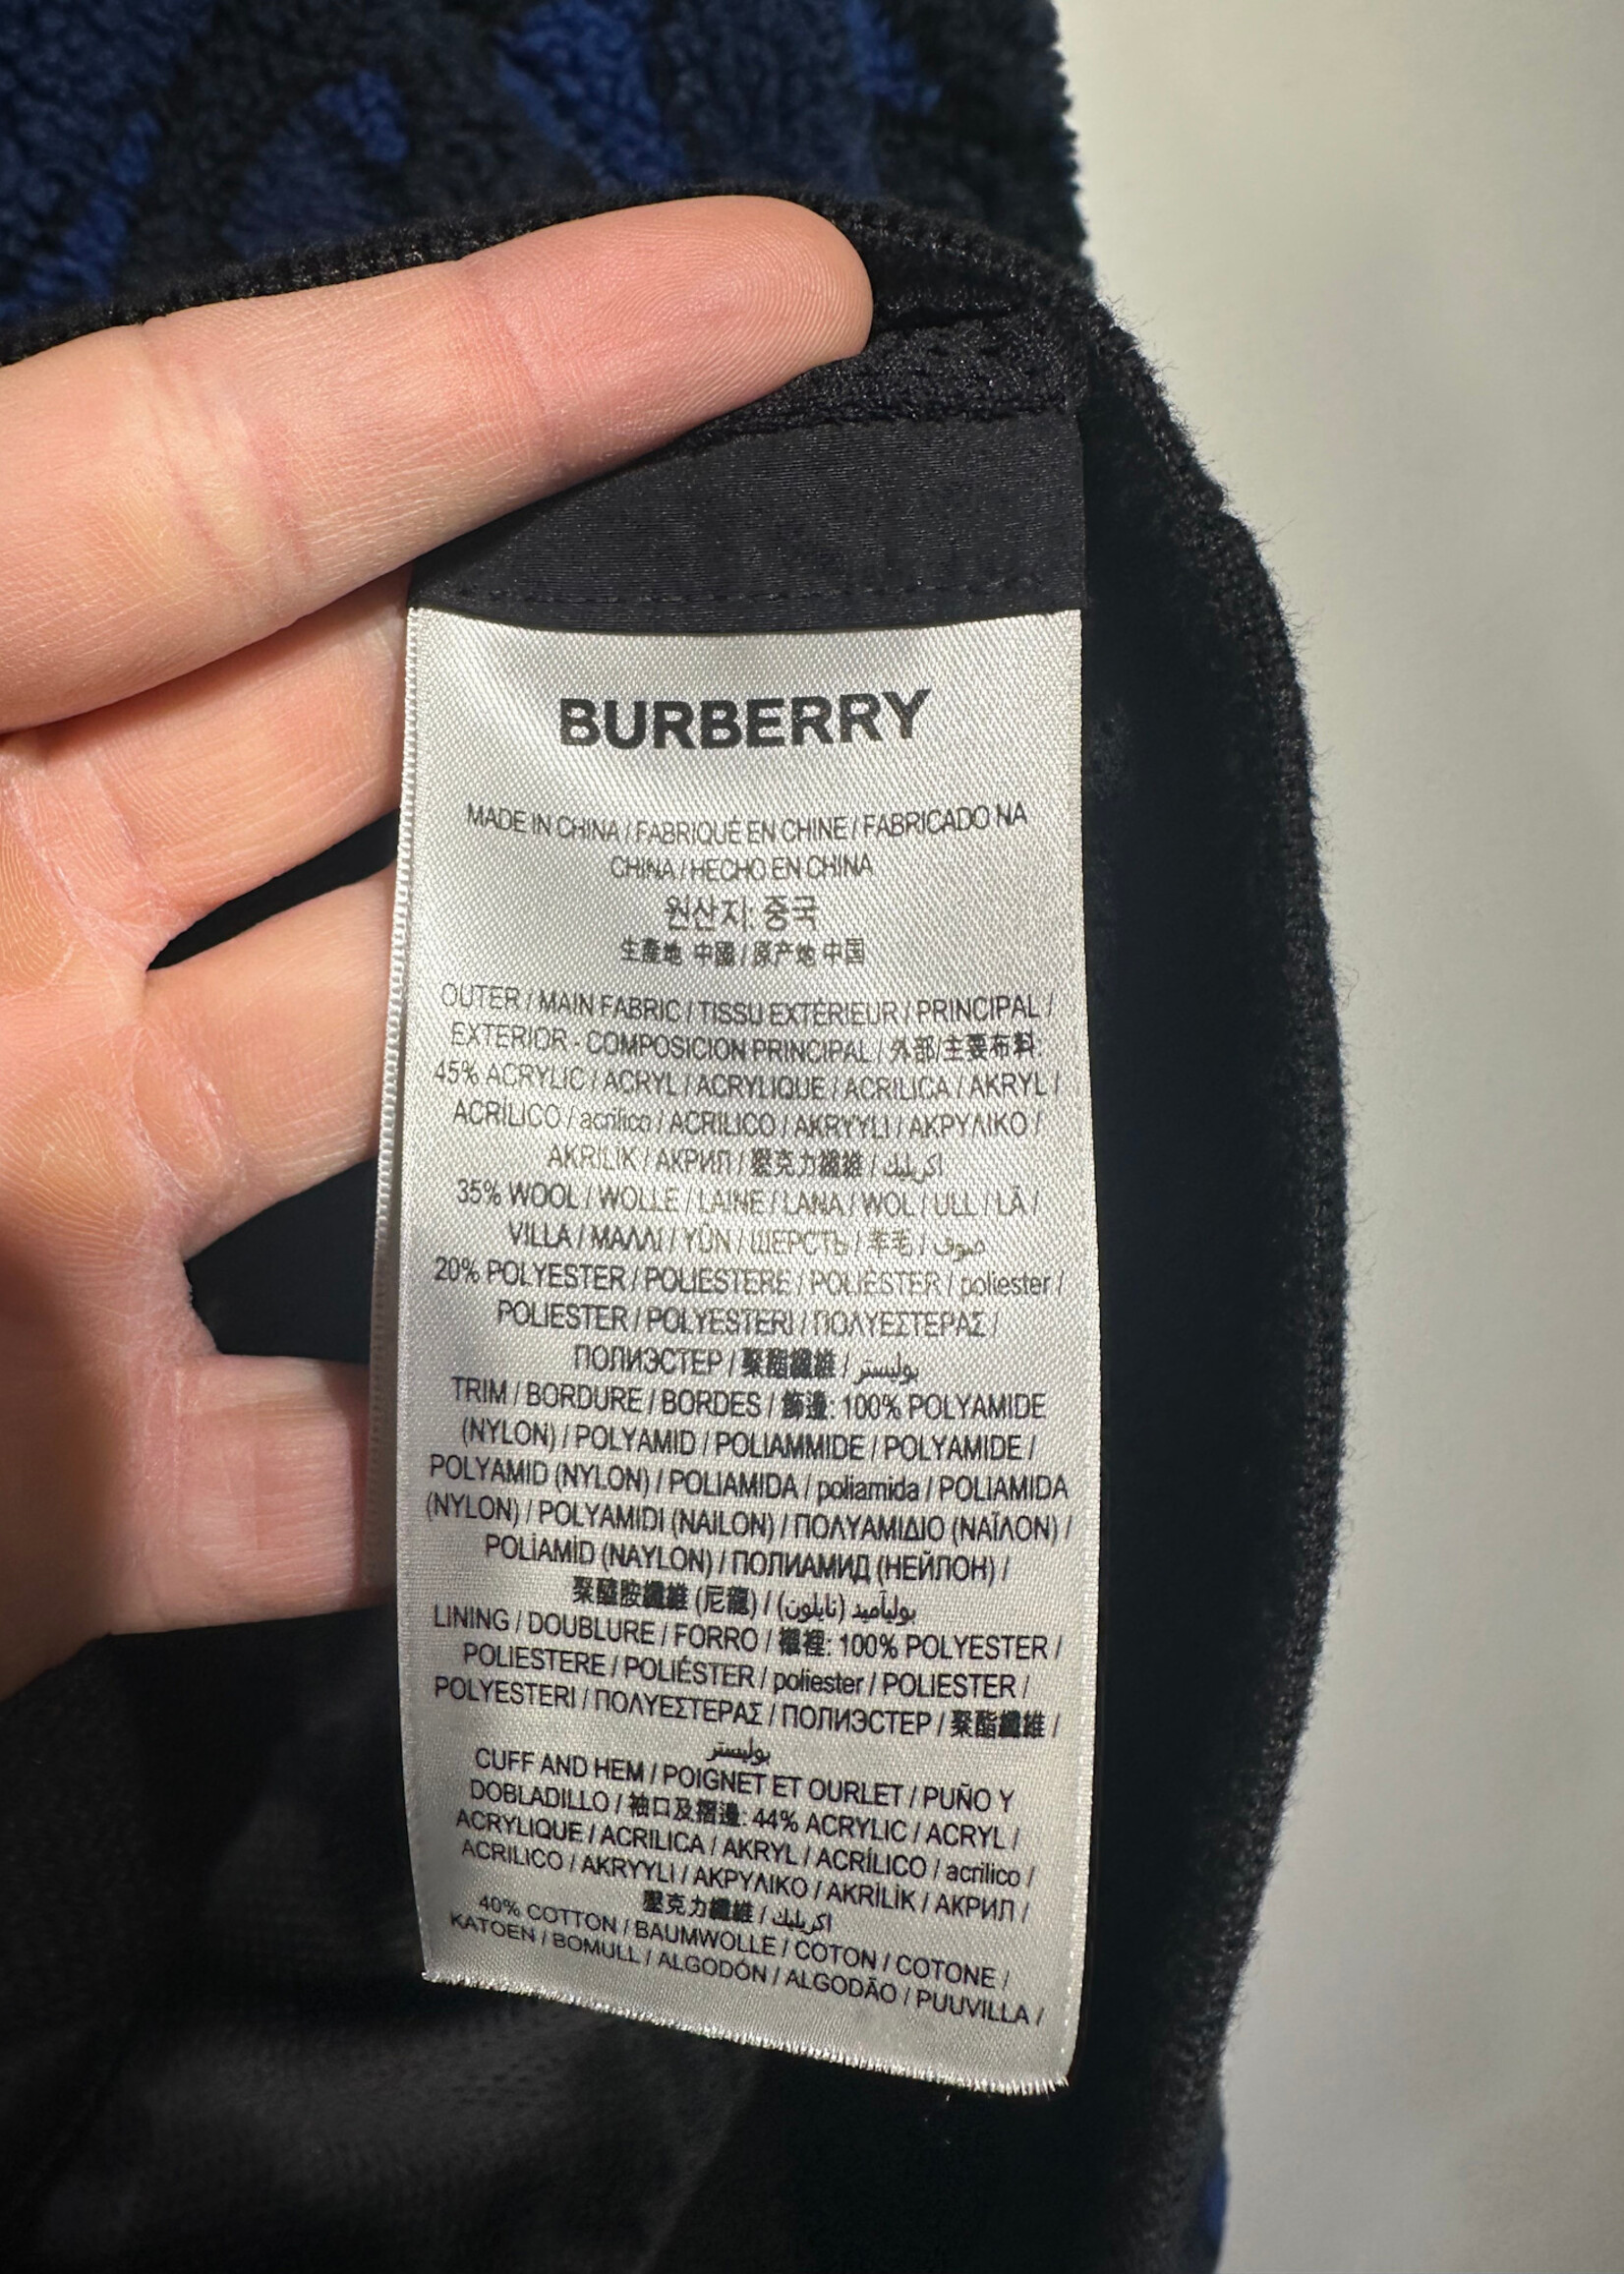 BURBERRY
MADE IN CHINA / FABRIQUÉ EN CHINE / FABRICADO NA
CHINA / HECHO EN CHINA
원산지: 중국
生產地 中國 / 原产地 中国
OUTER / MAIN FABRIC / TISSU EXTÉRIEUR / PRINCIPAL /
EXTERIOR - COMPOSICION PRINCIPAL / 外部/主要布料:
45% ACRYLIC / ACRYL / ACRYLIQUE / ACRILICA / AKRYL /
ACRÍLICO / acrílico / ACRILICO / AKRYYLI / ΑΚΡΥΛΙΚΟ /
AKRİLİK / АКРИЛ / 壓克力纖維 / اكريليك
35% WOOL / WOLLE / LAINE / LANA / WOL / ULL / LÃ /
VILLA / ΜΑΛΛΙ / YÜN / ШЕРСТЬ / 羊毛 / صوف
20% POLYESTER / POLIESTERE / POLIÉSTER / poliester /
POLIESTER / POLYESTERI / ΠΟΛΥΕΣΤΕΡΑΣ /
ПОЛИЭСТЕР / 聚酯纖維 / بوليستر
TRIM / BORDURE / BORDES / 飾邊: 100% POLYAMIDE
(NYLON) / POLYAMID / POLIAMMIDE / POLYAMIDE /
POLYAMID (NYLON) / POLIAMIDA / poliamida / POLIAMIDA
(NYLON) / POLYAMIDI (NAILON) / ΠΟΛΥΑΜΙΔΙΟ (ΝΑΪΛΟΝ) /
POLİAMİD (NAYLON) / ПОЛИАМИД (НЕЙЛОН) /
聚醯胺纖維 (尼龍) / بوليآميد (نايلون)
LINING / DOUBLURE / FORRO / 襯裡: 100% POLYESTER /
POLIESTERE / POLIÉSTER / poliester / POLIESTER /
POLYESTERI / ΠΟΛΥΕΣΤΕΡΑΣ / ПОЛИЭСТЕР / 聚酯纖維 /
بوليستر
CUFF AND HEM / POIGNET ET OURLET / PUÑO Y
DOBLADILLO / 袖口及摺邊: 44% ACRYLIC / ACRYL /
ACRYLIQUE / ACRILICA / AKRYL / ACRÍLICO / acrílico /
ACRILICO / AKRYYLI / ΑΚΡΥΛΙΚΟ / AKRİLİK / АКРИЛ /
壓克力纖維 / اكريليك
40% COTTON / BAUMWOLLE / COTON / COTONE /
KATOEN / BOMULL / ALGODÓN / ALGODÃO / PUUVILLA /